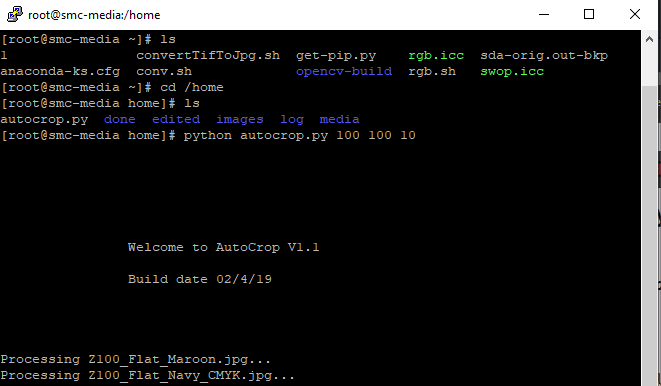 root@smc-media:/home
[root@smc-media ~]# ls
l                convertTifToJpg.sh  get-pip.py    rgb.icc  sda-orig.out-bkp
anaconda-ks.cfg  conv.sh             opencv-build  rgb.sh   swop.icc
[root@smc-media ~]# cd /home
[root@smc-media home]# ls
autocrop.py  done  edited  images  log  media
[root@smc-media home]# python autocrop.py 100 100 10
Welcome to AutoCrop V1.1
Build date 02/4/19
Processing Z100_Flat_Maroon.jpg...
Processing Z100_Flat_Navy_CMYK.jpg...